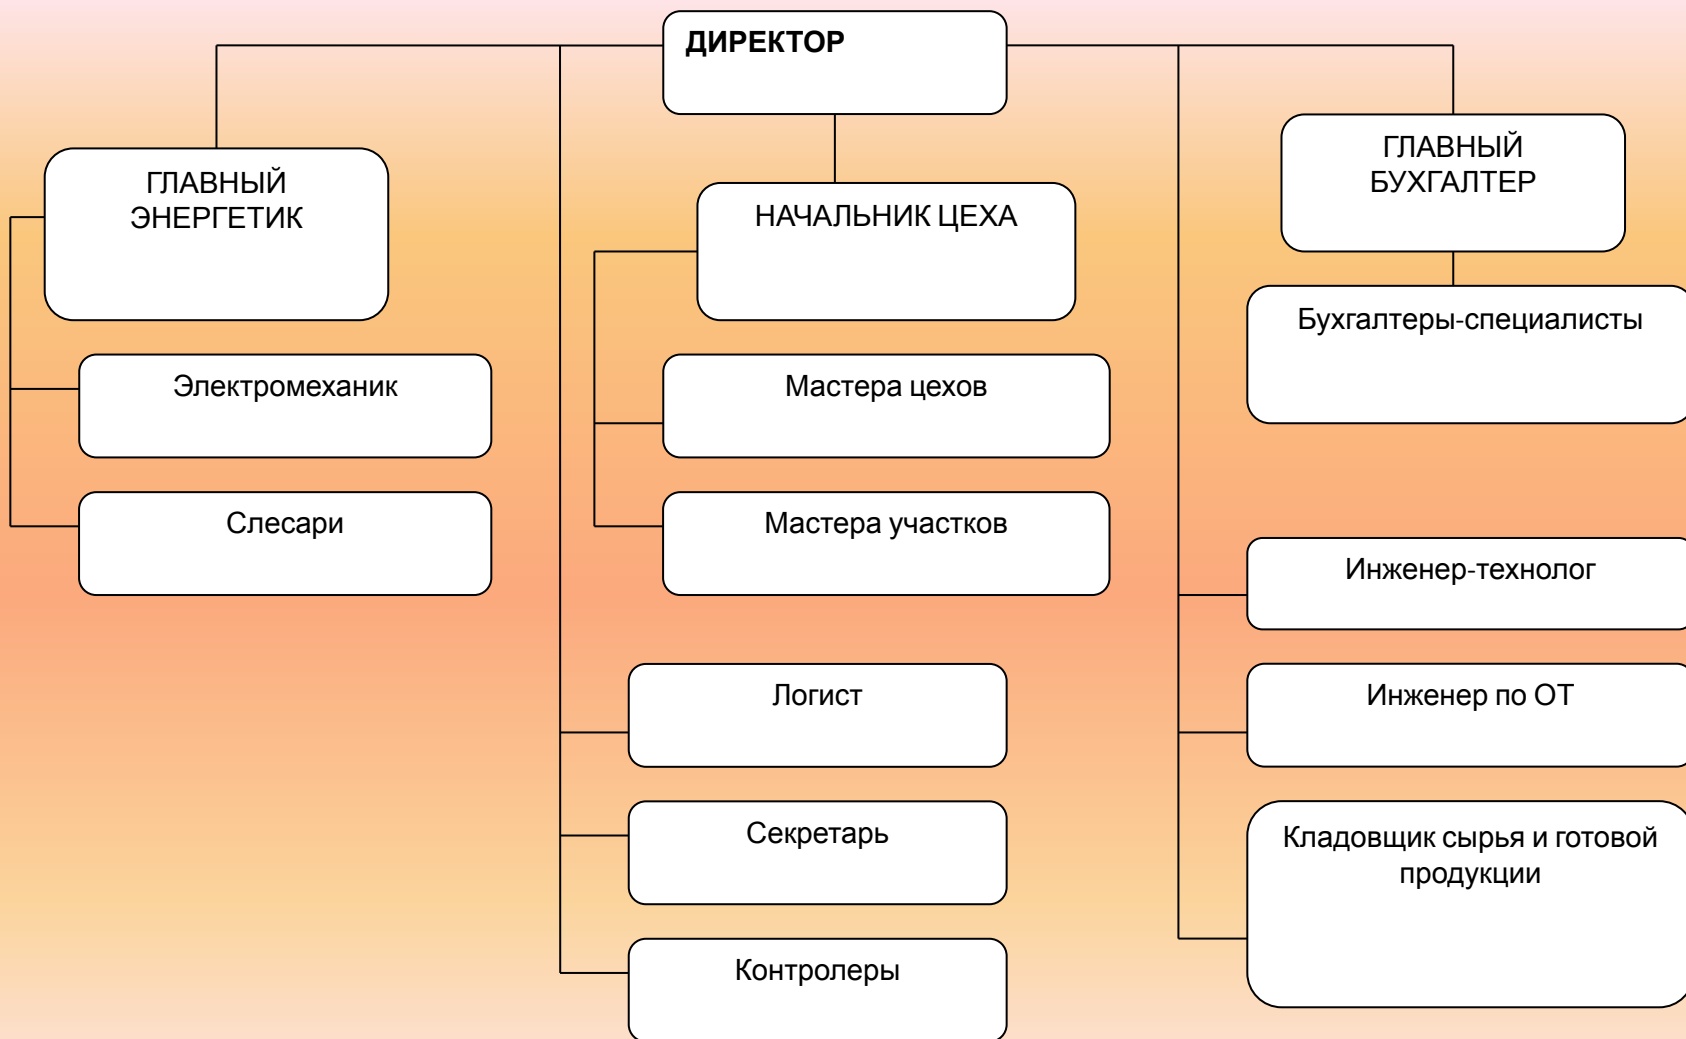 ДИРЕКТОР
ГЛАВНЫЙ
ЭНЕРГЕТИК
НАЧАЛЬНИК ЦЕХА
ГЛАВНЫЙ
БУХГАЛТЕР
Бухгалтеры-специалисты
Электромеханик
Мастера цехов
Слесари
Мастера участков
Инженер-технолог
Логист
Инженер по ОТ
Секретарь
Кладовщик сырья и готовой
продукции
Контролеры